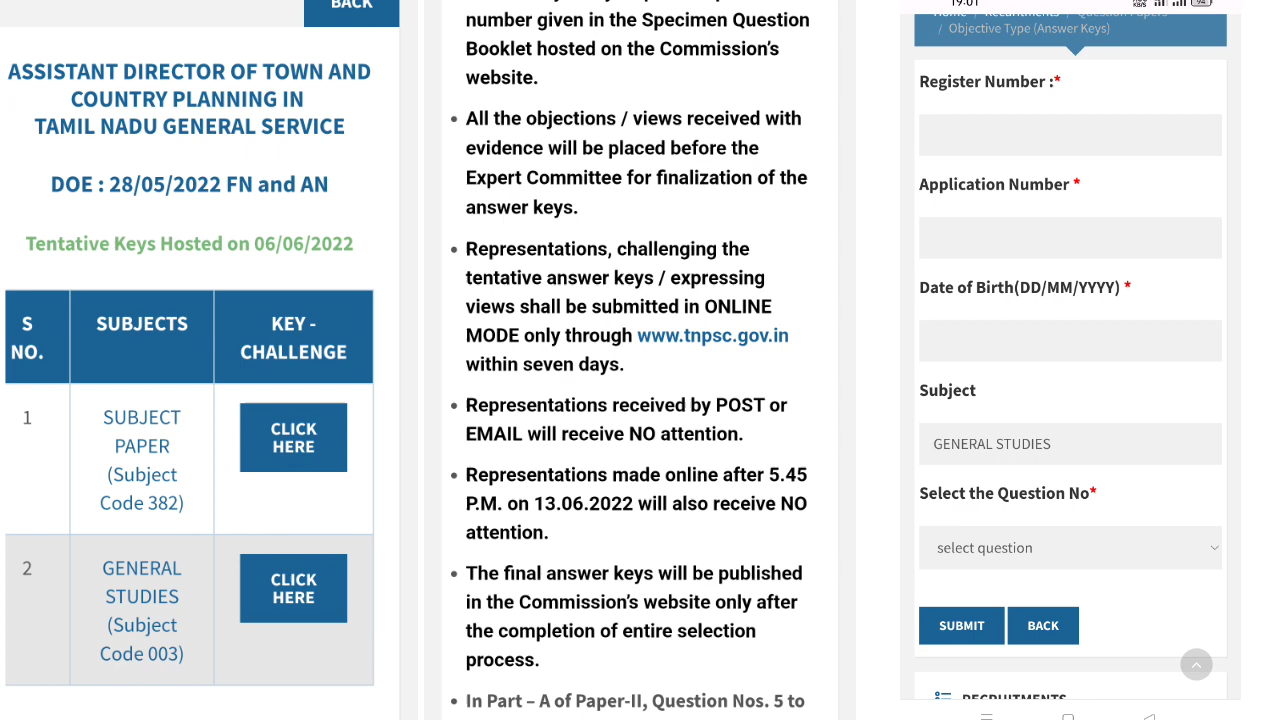 BACK
ASSISTANT DIRECTOR OF TOWN AND
COUNTRY PLANNING IN
TAMIL NADU GENERAL SERVICE
DOE : 28/05/2022 FN and AN
Tentative Keys Hosted on 06/06/2022
S NO.
SUBJECTS
KEY - CHALLENGE
1
SUBJECT
PAPER
(Subject
Code 382)
CLICK
HERE
2
GENERAL
STUDIES
(Subject
Code 003)
CLICK
HERE
number given in the Specimen Question
Booklet hosted on the Commission's
website.
• All the objections / views received with
evidence will be placed before the
Expert Committee for finalization of the
answer keys.
• Representations, challenging the
tentative answer keys / expressing
views shall be submitted in ONLINE
MODE only through www.tnpsc.gov.in
within seven days.
• Representations received by POST or
EMAIL will receive NO attention.
• Representations made online after 5.45
P.M. on 13.06.2022 will also receive NO
attention.
• The final answer keys will be published
in the Commission's website only after
the completion of entire selection
process.
• In Part – A of Paper-II, Question Nos. 5 to
19:01
Home / Recruitments / Question Papers
/ Objective Type (Answer Keys)
Register Number :*
Application Number *
Date of Birth(DD/MM/YYYY) *
Subject
GENERAL STUDIES
Select the Question No*
select question
SUBMIT
BACK
RECRUITMENTS